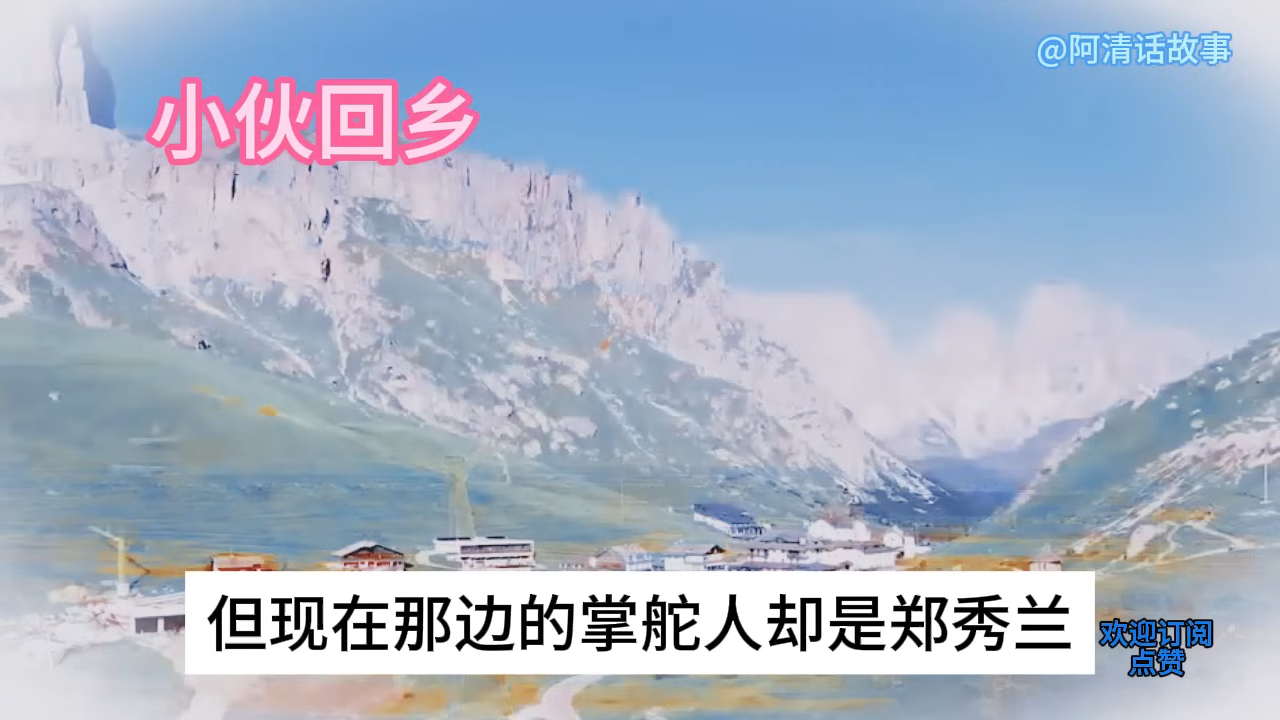 @阿清话故事
小伙回乡
但现在那边的掌舵人却是郑秀兰
欢迎订阅
点赞